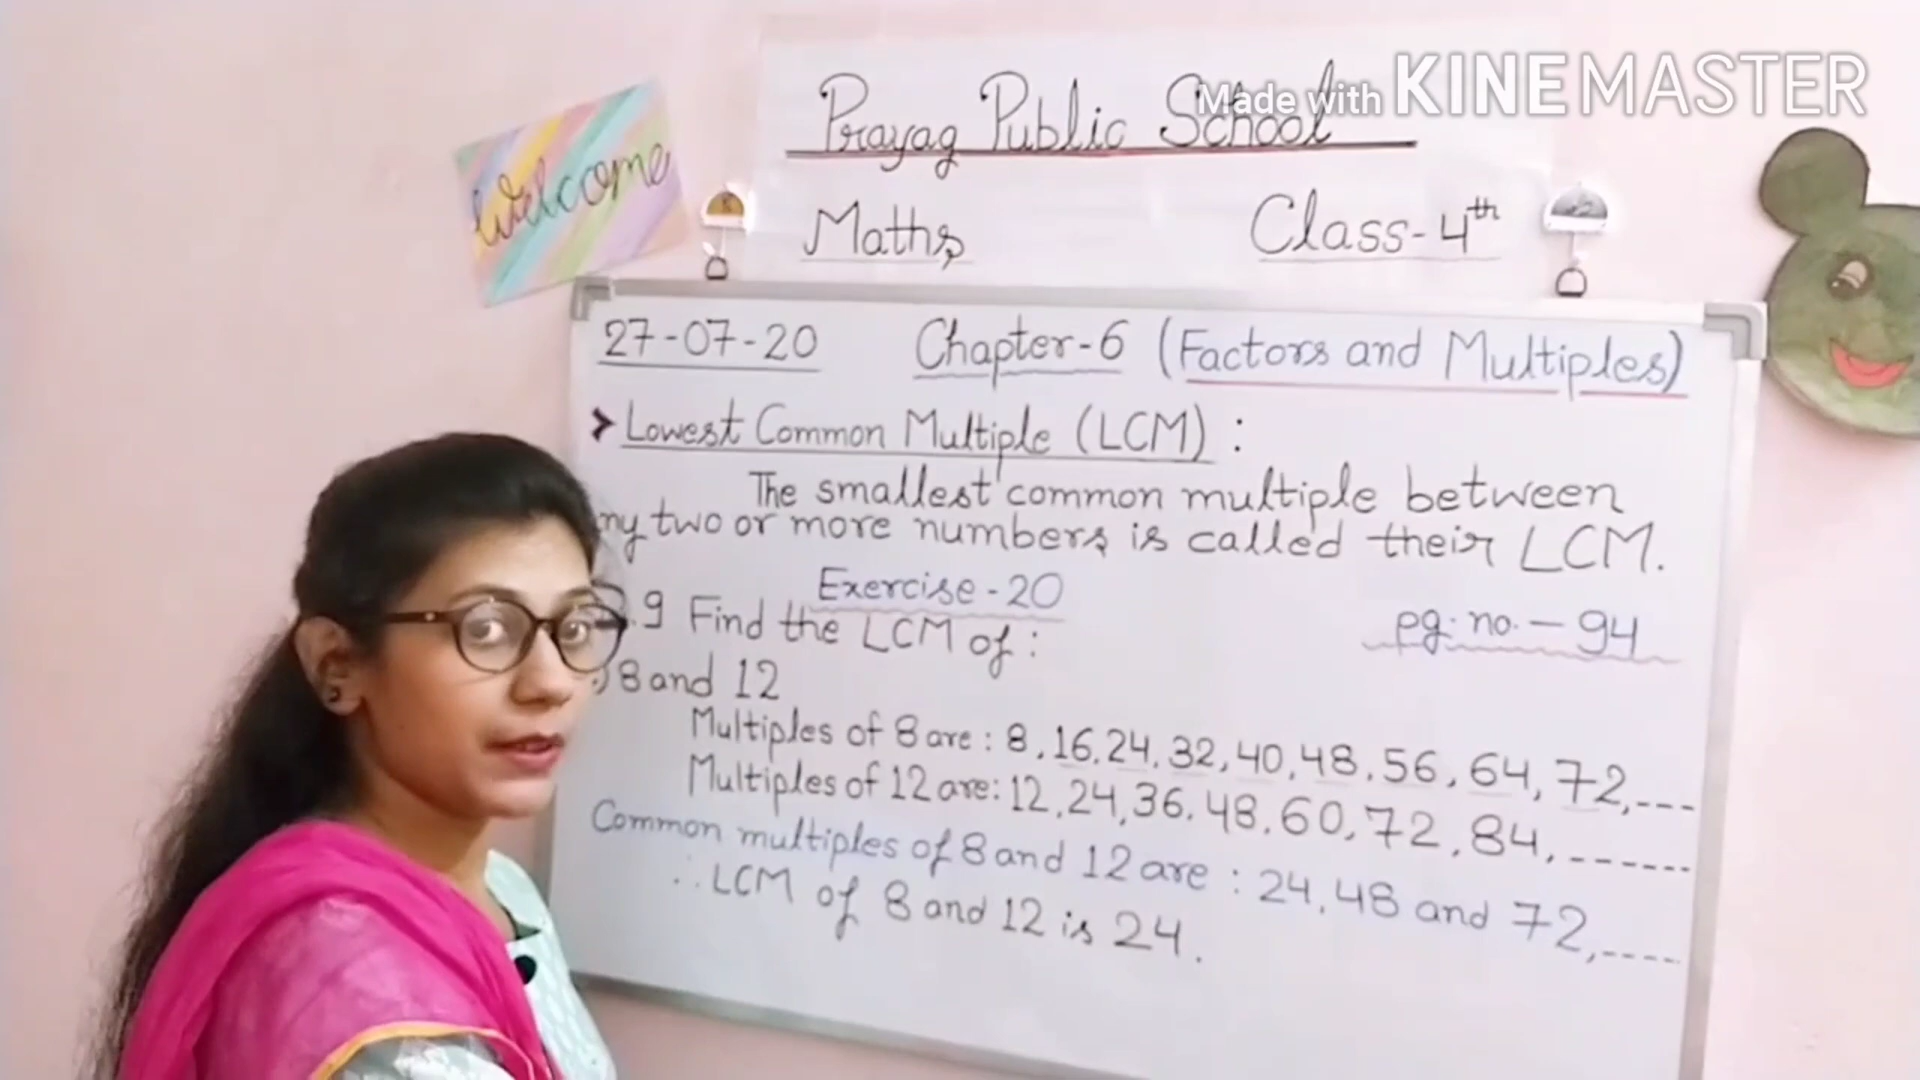 Made with KINEMASTER
Prayag Public School
welcome
Maths
Class-4th
27-07-20 Chapter-6 (Factors and Multiples)
Lowest Common Multiple (LCM) :
The smallest common multiple between
ny two or more numbers is called their LCM.
Exercise-20
.9 Find the LCM of :
pg. no. - 94
) 8 and 12
Multiples of 8 are : 8, 16, 24, 32, 40, 48, 56, 64, 72, ---
Multiples of 12 are: 12, 24, 36, 48, 60, 72, 84, ------
Common multiples of 8 and 12 are : 24, 48 and 72, ----
∴ LCM of 8 and 12 is 24.